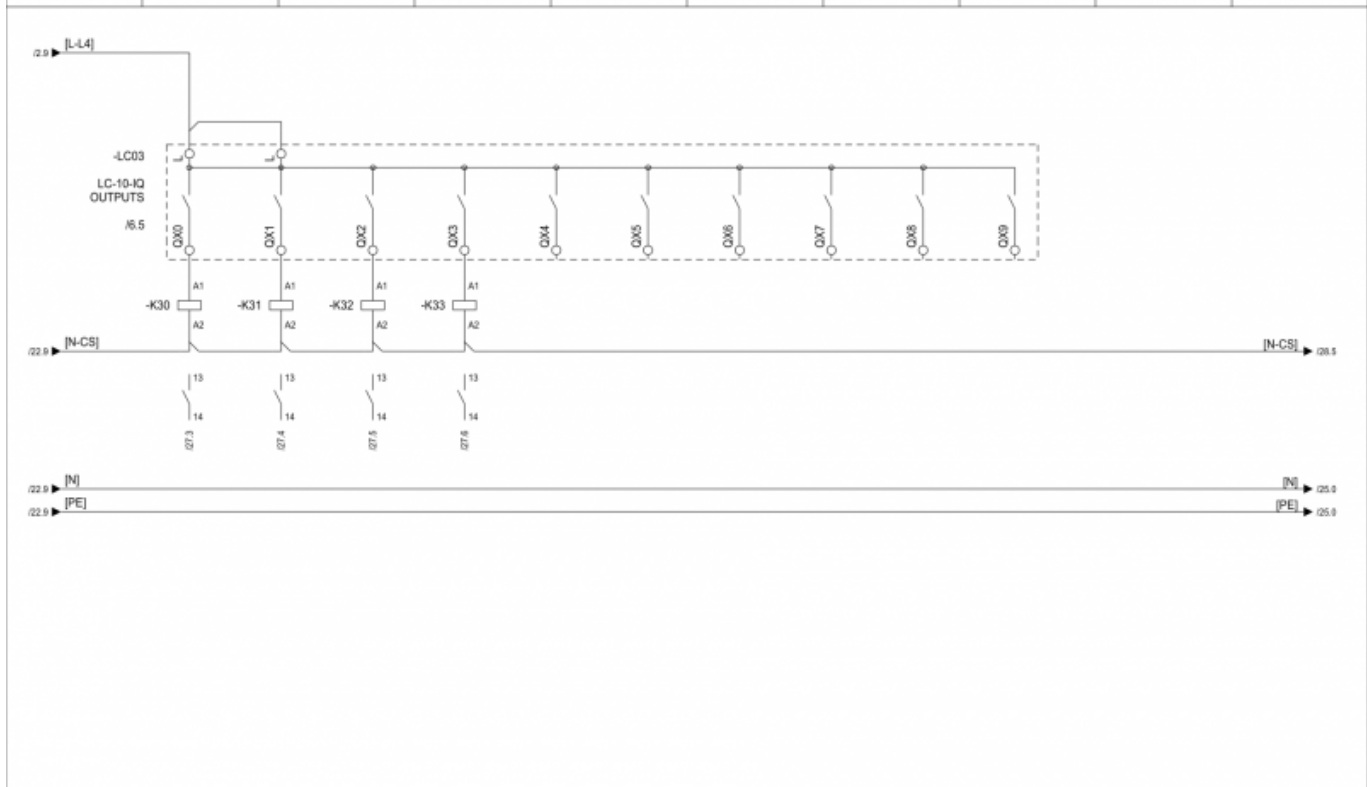 [L-L4]
/2.9
-LC03
L
L
LC-10-IQ
OUTPUTS
/6.5
QX0
QX1
QX2
QX3
QX4
QX5
QX6
QX7
QX8
QX9
A1
A1
A1
A1
-K30
-K31
-K32
-K33
A2
A2
A2
A2
/22.9
[N-CS]
[N-CS]
/28.5
13
13
13
13
14
14
14
14
/27.3
/27.4
/27.5
/27.6
/22.9
[N]
[N]
/25.0
/22.9
[PE]
[PE]
/25.0